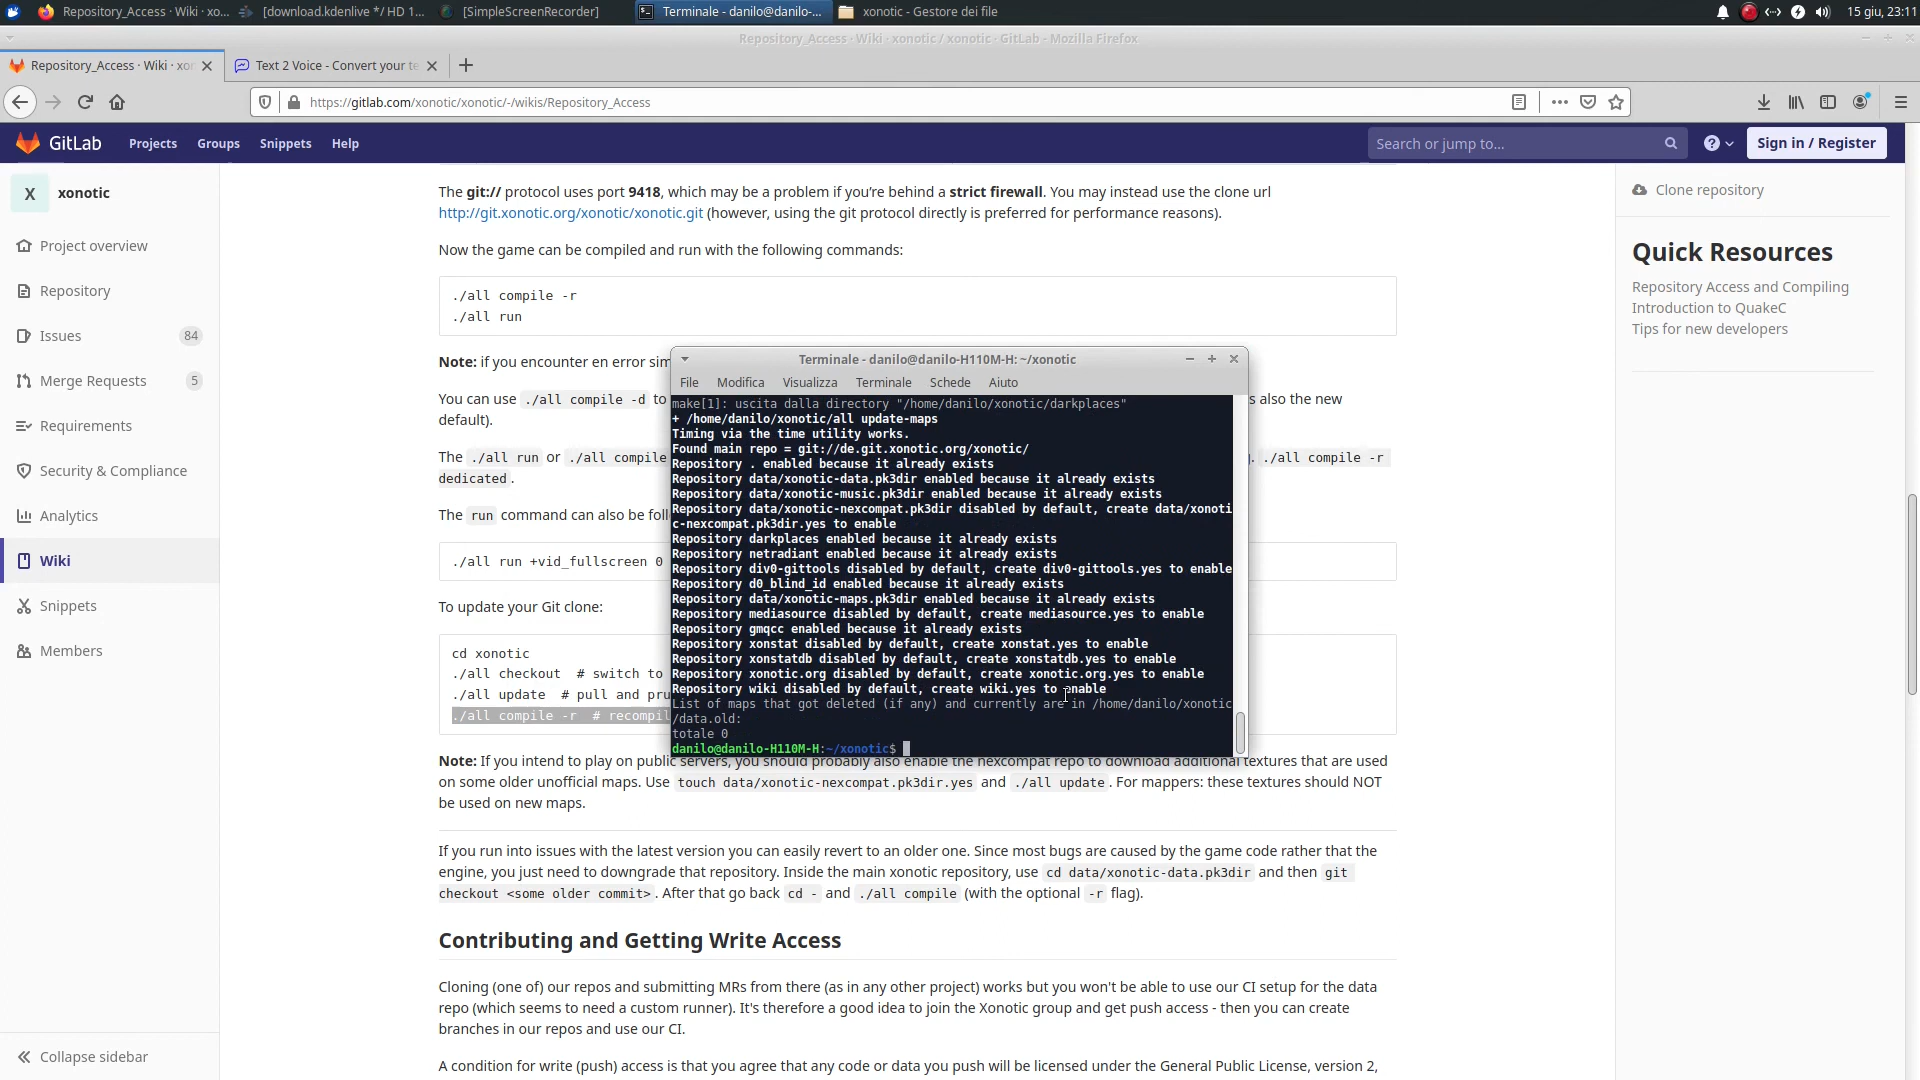 Repository_Access · Wiki · xo...
[download.kdenlive */ HD 1...
[SimpleScreenRecorder]
Terminale - danilo@danilo-...
xonotic - Gestore dei file
15 giu, 23:11
Repository_Access · Wiki · xonotic / xonotic · GitLab - Mozilla Firefox
Repository_Access · Wiki · xon
Text 2 Voice - Convert your te
https://gitlab.com/xonotic/xonotic/-/wikis/Repository_Access
GitLab
Projects
Groups
Snippets
Help
Search or jump to...
Sign in / Register
X
xonotic
Project overview
Repository
Issues 84
Merge Requests 5
Requirements
Security & Compliance
Analytics
Wiki
Snippets
Members
Collapse sidebar
The git:// protocol uses port 9418, which may be a problem if you’re behind a strict firewall. You may instead use the clone url
http://git.xonotic.org/xonotic/xonotic.git (however, using the git protocol directly is preferred for performance reasons).
Now the game can be compiled and run with the following commands:
./all compile -r
./all run
Note: if you encounter en error sim
You can use ./all compile -d to
s also the new
default).
The ./all run or ./all compile
. ./all compile -r
dedicated.
The run command can also be foll
./all run +vid_fullscreen 0
To update your Git clone:
cd xonotic
./all checkout # switch to
./all update # pull and pru
./all compile -r # recompil
Terminale - danilo@danilo-H110M-H: ~/xonotic
File
Modifica
Visualizza
Terminale
Schede
Aiuto
make[1]: uscita dalla directory "/home/danilo/xonotic/darkplaces"
+ /home/danilo/xonotic/all update-maps
Timing via the time utility works.
Found main repo = git://de.git.xonotic.org/xonotic/
Repository . enabled because it already exists
Repository data/xonotic-data.pk3dir enabled because it already exists
Repository data/xonotic-music.pk3dir enabled because it already exists
Repository data/xonotic-nexcompat.pk3dir disabled by default, create data/xonoti
c-nexcompat.pk3dir.yes to enable
Repository darkplaces enabled because it already exists
Repository netradiant enabled because it already exists
Repository div0-gittools disabled by default, create div0-gittools.yes to enable
Repository d0_blind_id enabled because it already exists
Repository data/xonotic-maps.pk3dir enabled because it already exists
Repository mediasource disabled by default, create mediasource.yes to enable
Repository gmqcc enabled because it already exists
Repository xonstat disabled by default, create xonstat.yes to enable
Repository xonstatdb disabled by default, create xonstatdb.yes to enable
Repository xonotic.org disabled by default, create xonotic.org.yes to enable
Repository wiki disabled by default, create wiki.yes to enable
List of maps that got deleted (if any) and currently are in /home/danilo/xonotic
/data.old:
totale 0
danilo@danilo-H110M-H:~/xonotic$
Note: If you intend to play on public servers, you should probably also enable the nexcompat repo to download additional textures that are used
on some older unofficial maps. Use touch data/xonotic-nexcompat.pk3dir.yes and ./all update. For mappers: these textures should NOT
be used on new maps.
If you run into issues with the latest version you can easily revert to an older one. Since most bugs are caused by the game code rather that the
engine, you just need to downgrade that repository. Inside the main xonotic repository, use cd data/xonotic-data.pk3dir and then git
checkout <some older commit>. After that go back cd - and ./all compile (with the optional -r flag).
Contributing and Getting Write Access
Cloning (one of) our repos and submitting MRs from there (as in any other project) works but you won't be able to use our CI setup for the data
repo (which seems to need a custom runner). It's therefore a good idea to join the Xonotic group and get push access - then you can create
branches in our repos and use our CI.
A condition for write (push) access is that you agree that any code or data you push will be licensed under the General Public License, version 2,
Clone repository
Quick Resources
Repository Access and Compiling
Introduction to QuakeC
Tips for new developers